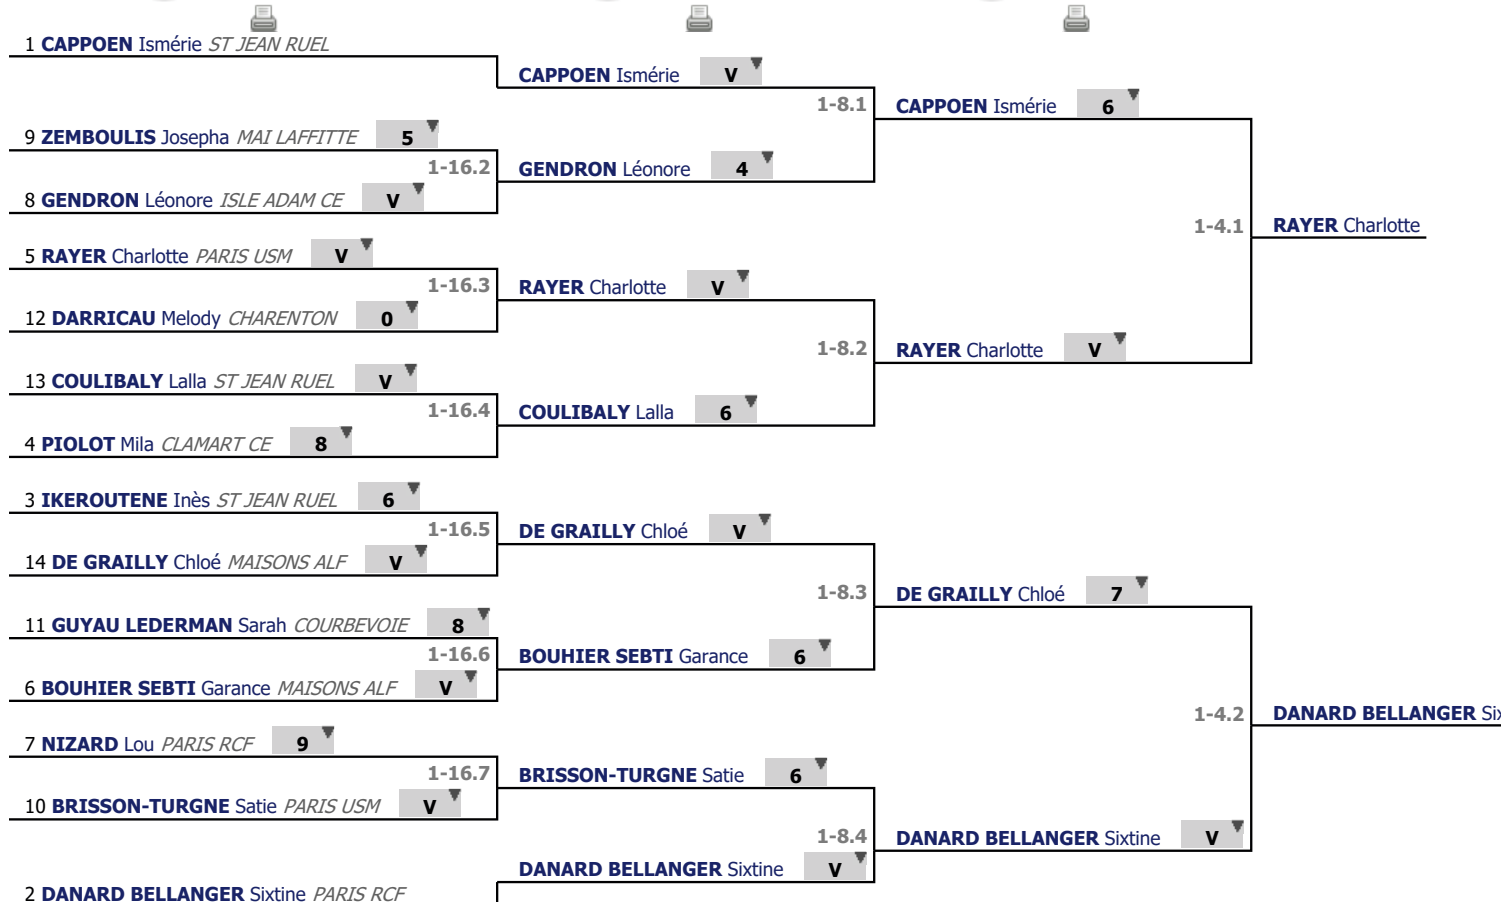 1 CAPPOEN Ismérie ST JEAN RUEL
9 ZEMBOULIS Josepha MAI LAFFITTE 5
1-16.2
8 GENDRON Léonore ISLE ADAM CE V
5 RAYER Charlotte PARIS USM V
1-16.3
12 DARRICAU Melody CHARENTON 0
13 COULIBALY Lalla ST JEAN RUEL V
1-16.4
4 PIOLOT Mila CLAMART CE 8
3 IKEROUTENE Inès ST JEAN RUEL 6
1-16.5
14 DE GRAILLY Chloé MAISONS ALF V
11 GUYAU LEDERMAN Sarah COURBEVOIE 8
1-16.6
6 BOUHIER SEBTI Garance MAISONS ALF V
7 NIZARD Lou PARIS RCF 9
1-16.7
10 BRISSON-TURGNE Satie PARIS USM V
2 DANARD BELLANGER Sixtine PARIS RCF
CAPPOEN Ismérie V
1-8.1
GENDRON Léonore 4
RAYER Charlotte V
1-8.2
COULIBALY Lalla 6
DE GRAILLY Chloé V
1-8.3
BOUHIER SEBTI Garance 6
BRISSON-TURGNE Satie 6
1-8.4
DANARD BELLANGER Sixtine V
CAPPOEN Ismérie 6
1-4.1
RAYER Charlotte V
DE GRAILLY Chloé 7
1-4.2
DANARD BELLANGER Sixtine V
RAYER Charlotte
DANARD BELLANGER Six